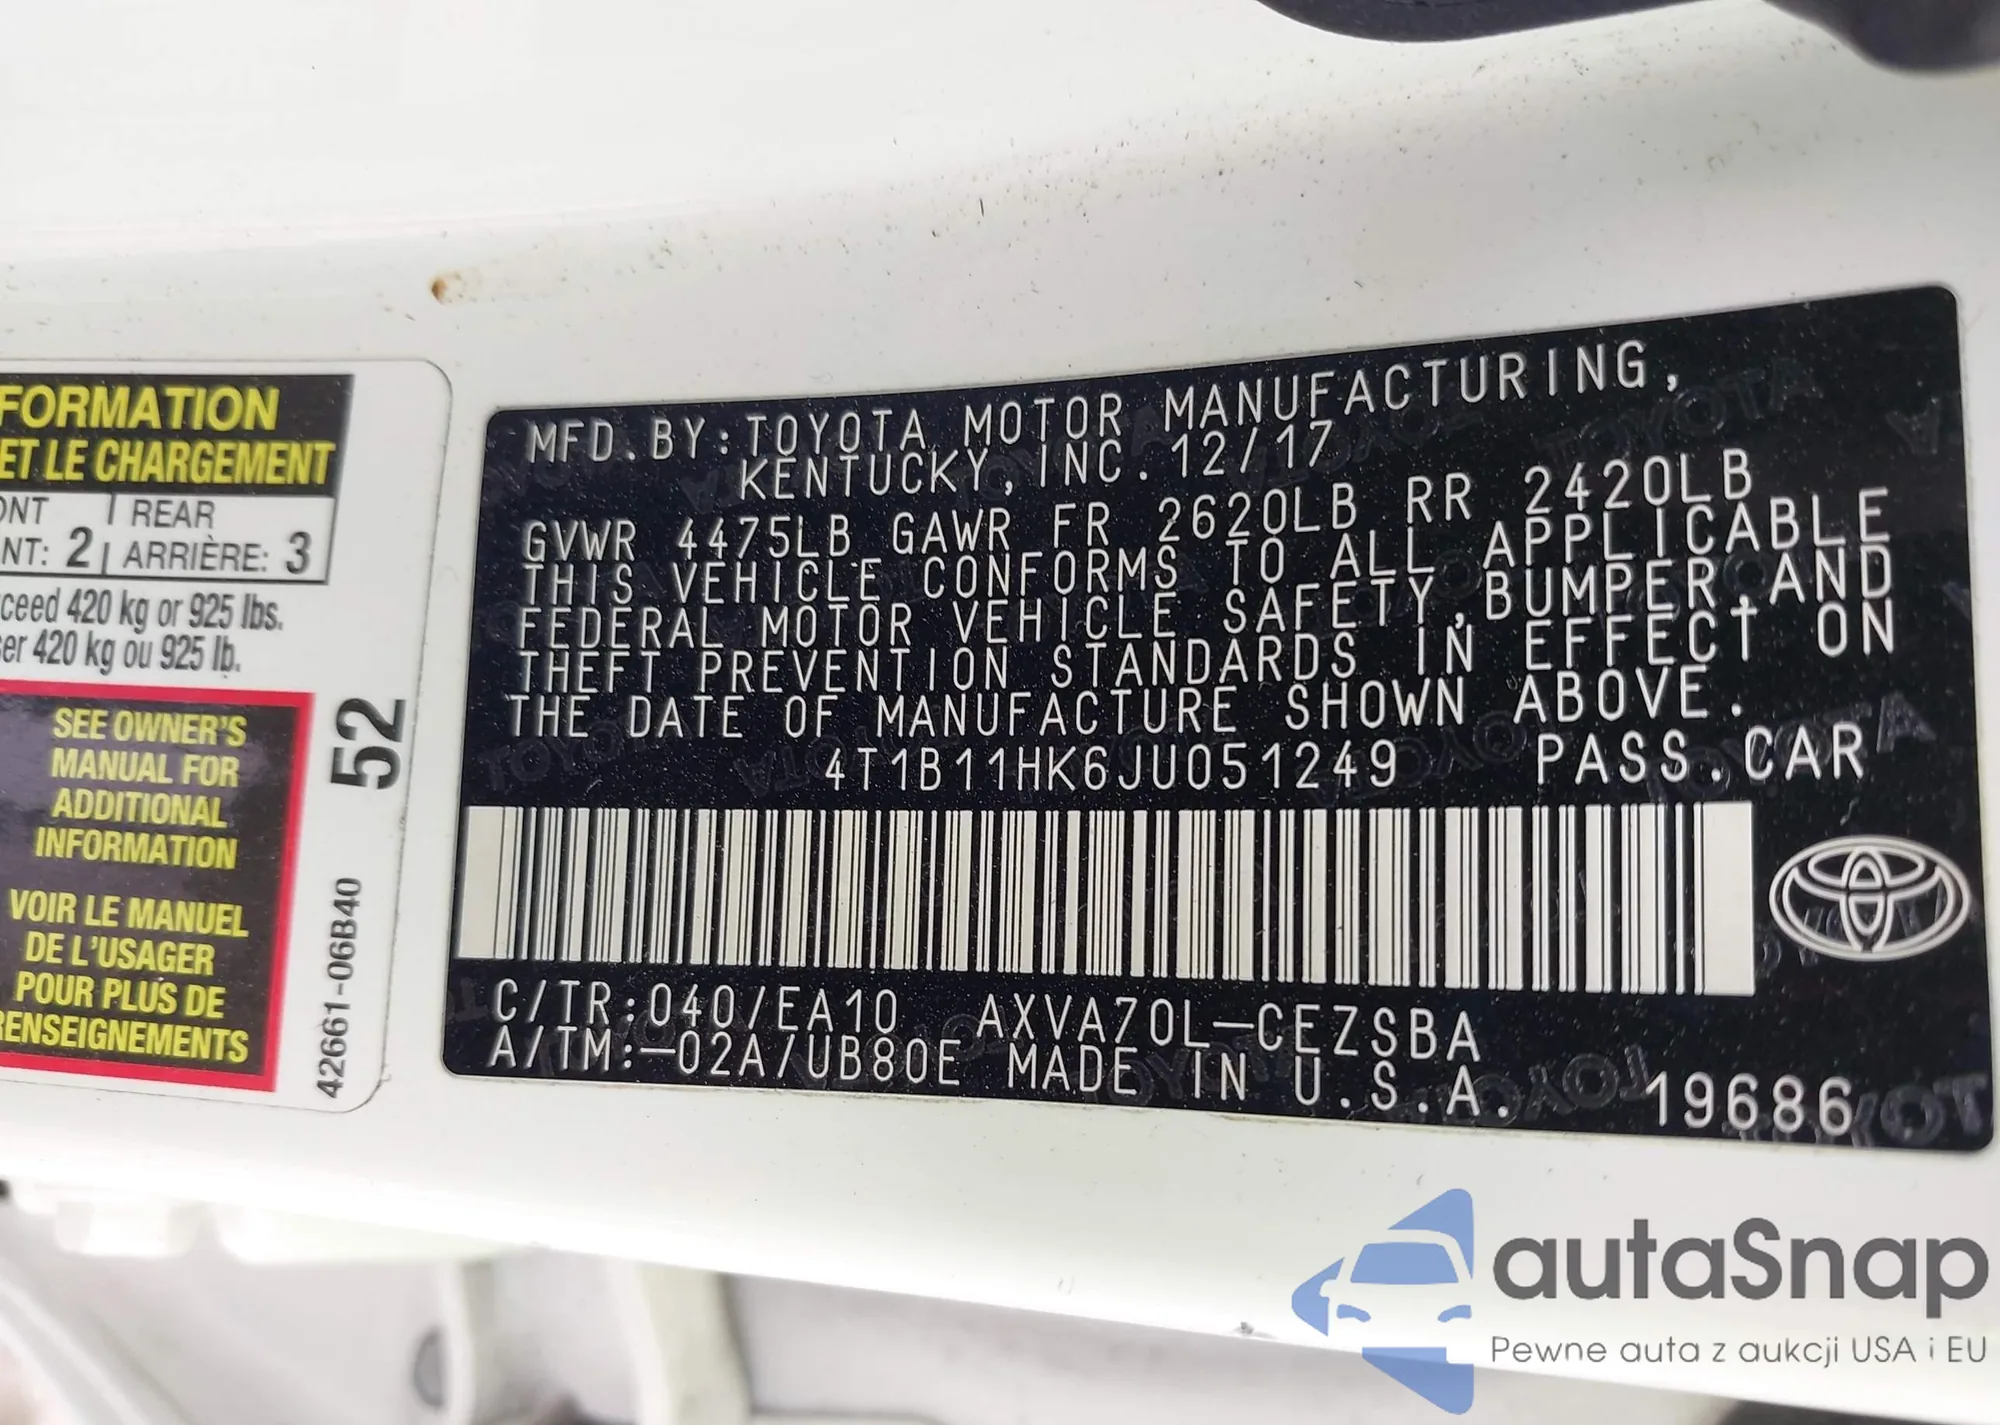 FORMATION
ET LE CHARGEMENT
REAR
ANT: 2 ARRIÈRE: 3
ceed 420 kg or 925 lbs.
ser 420 kg ou 925 lb.
SEE OWNER'S
MANUAL FOR
ADDITIONAL
INFORMATION
VOIR LE MANUEL
DE L'USAGER
POUR PLUS DE
RENSEIGNEMENTS
52
42661-06B40
MFD. BY: TOYOTA MOTOR MANUFACTURING,
KENTUCKY, INC. 12/17
GVWR 4475LB GAWR FR 2620LB RR 2420LB
THIS VEHICLE CONFORMS TO ALL APPLICABLE
FEDERAL MOTOR VEHICLE SAFETY, BUMPER, AND
THEFT PREVENTION STANDARDS IN EFFECT ON
THE DATE OF MANUFACTURE SHOWN ABOVE.
4T1B11HK6JU051249 PASS. CAR
C/TR: 040/EA10 AXVA70L-CEZSBA
A/TM: -02A/UB80E MADE IN U.S.A. 19686
autaSnap
Pewne auta z aukcji USA i EU